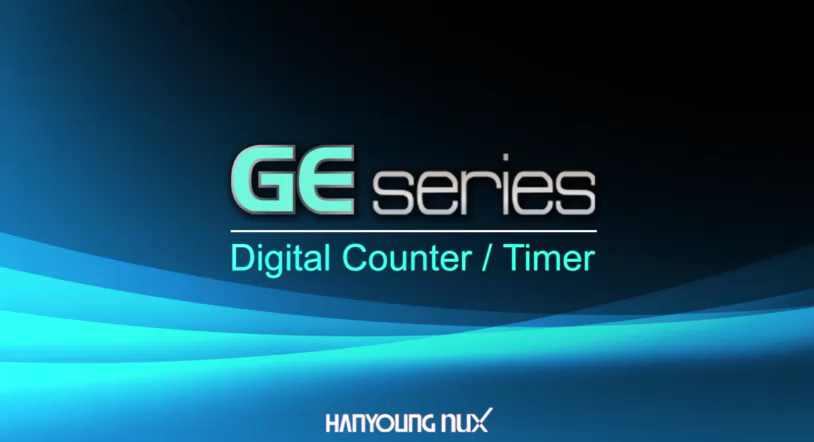 GE series
Digital Counter / Timer
HANYOUNG nux